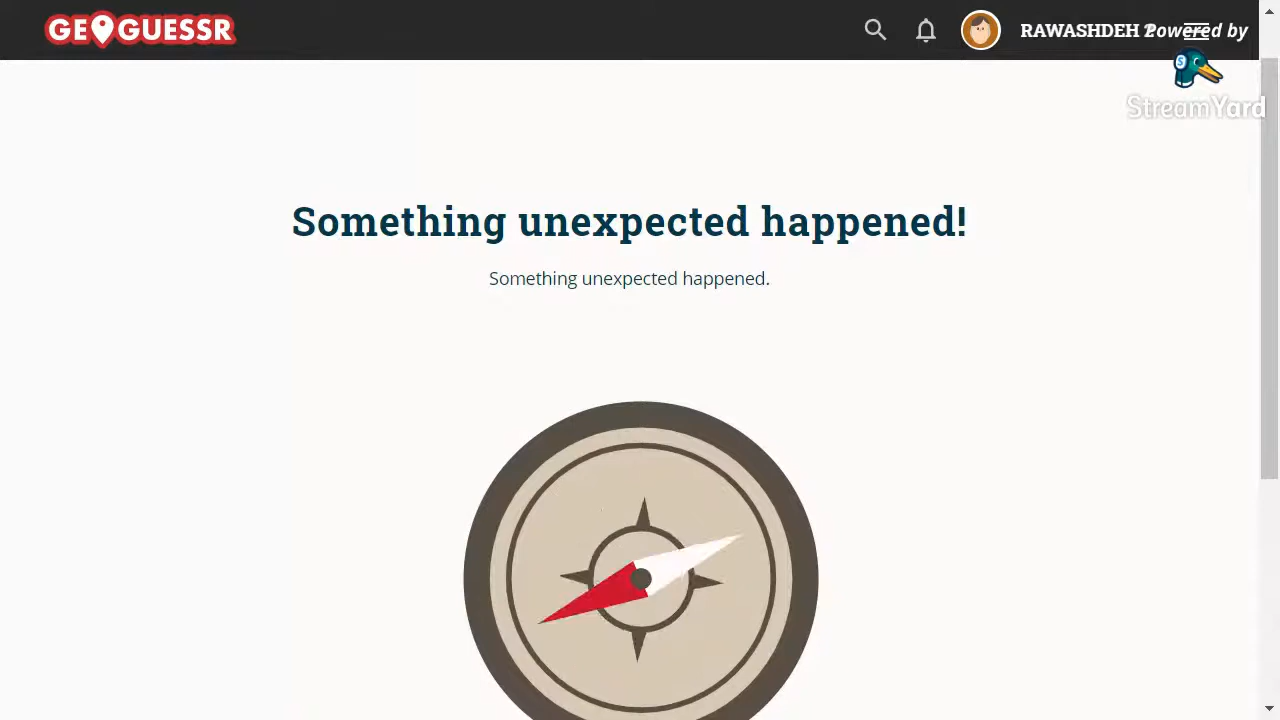 GEOGUESSR
RAWASHDEH
Powered by
S
StreamYard
Something unexpected happened!
Something unexpected happened.